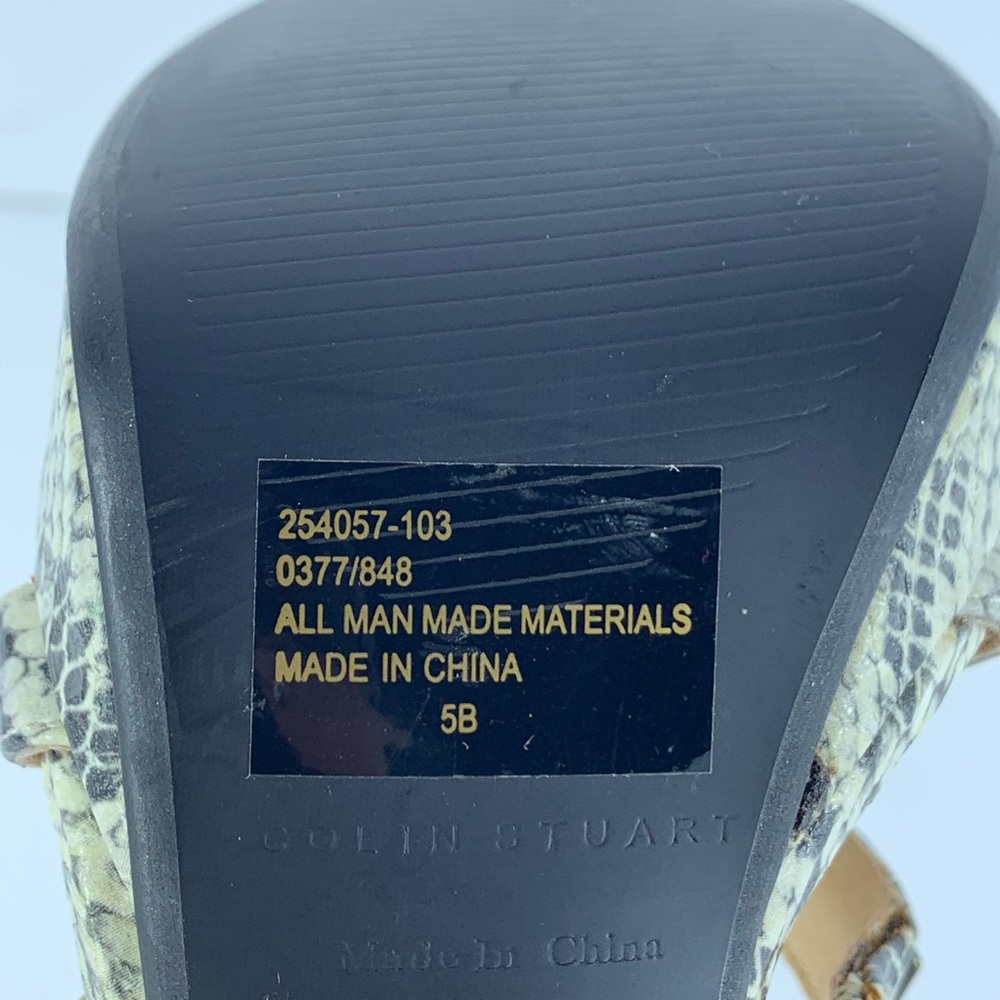 254057-103
0377/848
ALL MAN MADE MATERIALS
MADE IN CHINA
5B
COLIN STUART
Made In China